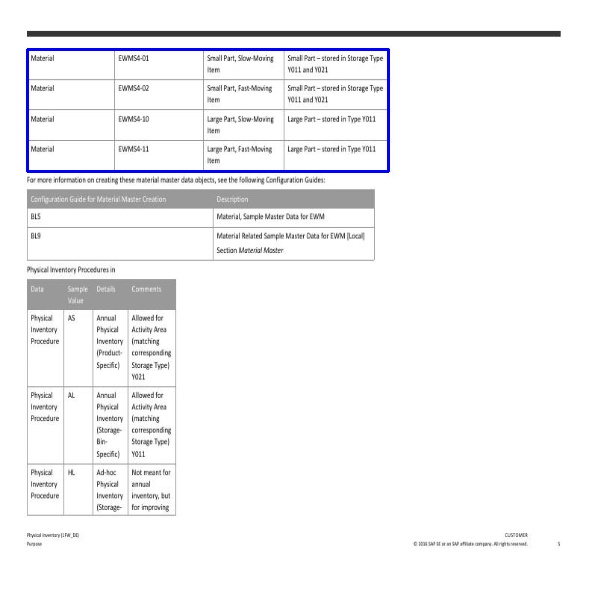 Material EWMS4-01 Small Part, Slow-Moving Small Part – stored in Storage Type
Item Y011 and Y021
Material EWMS4-02 Small Part, Fast-Moving Small Part – stored in Storage Type
Item Y011 and Y021
Material EWMS4-10 Large Part, Slow-Moving Large Part – stored in Type Y011
Item
Material EWMS4-11 Large Part, Fast-Moving Large Part – stored in Type Y011
Item
For more information on creating these material master data objects, see the following Configuration Guides:
Configuration Guide for Material Master Creation Description
BL5 Material, Sample Master Data for EWM
BL9 Material Related Sample Master Data for EWM [Local]
Section Material Master
Physical Inventory Procedures in
Data Sample Details Comments
Value
Physical AS Annual Allowed for
Inventory Physical Activity Area
Procedure Inventory (matching
(Product- corresponding
Specific) Storage Type)
Y021
Physical AL Annual Allowed for
Inventory Physical Activity Area
Procedure Inventory (matching
(Storage- corresponding
Bin- Storage Type)
Specific) Y011
Physical HL Ad-hoc Not meant for
Inventory Physical annual
Procedure Inventory inventory, but
(Storage- for improving
Physical Inventory (1FW_DE) CUSTOMER
Purpose © 2016 SAP SE or an SAP affiliate company. All rights reserved. 5